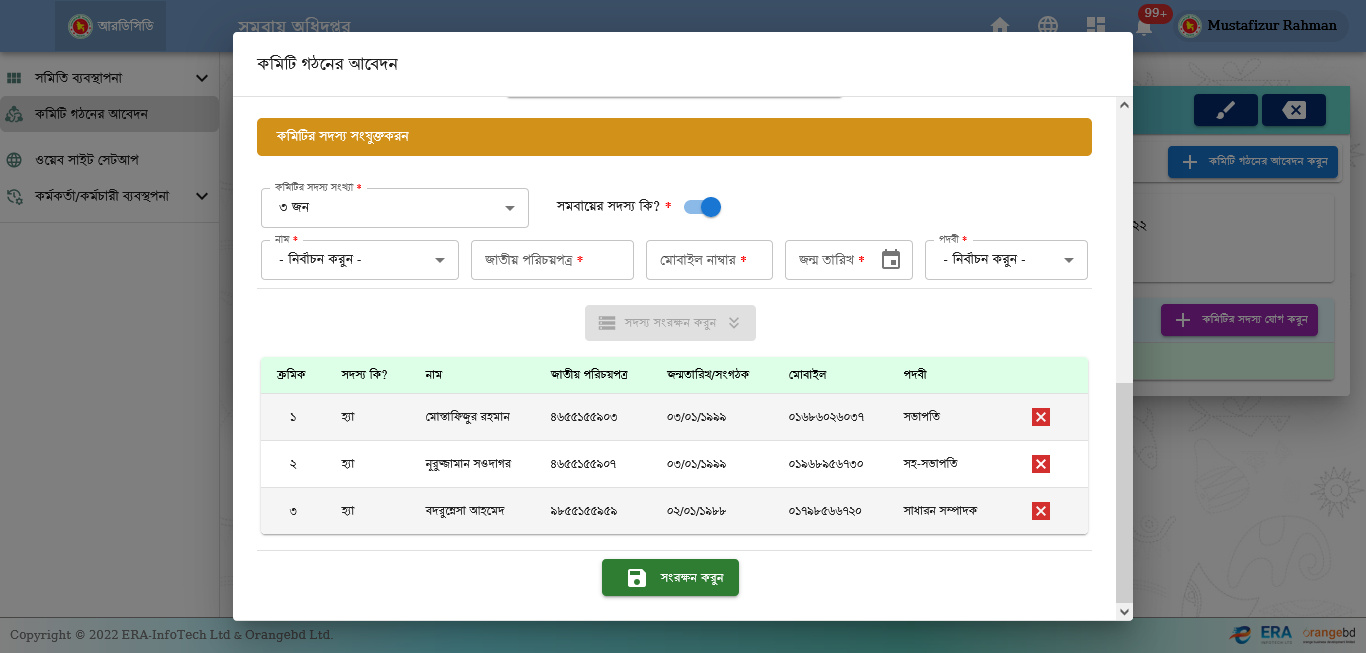 আরডিসিডি
সমবায় অধিদপ্তর
99+
Mustafizur Rahman
সমিতি ব্যবস্থাপনা
কমিটি গঠনের আবেদন
ওয়েব সাইট সেটআপ
কর্মকর্তা/কর্মচারী ব্যবস্থাপনা
কমিটি গঠনের আবেদন
কমিটির সদস্য সংযুক্তকরন
কমিটির সদস্য সংখ্যা *
৩ জন
সমবায়ের সদস্য কি? *
নাম *
- নির্বাচন করুন -
জাতীয় পরিচয়পত্র *
মোবাইল নাম্বার *
জন্ম তারিখ *
পদবী *
- নির্বাচন করুন -
সদস্য সংরক্ষন করুন
ক্রমিক সদস্য কি? নাম জাতীয় পরিচয়পত্র জন্মতারিখ/সংগঠক মোবাইল পদবী
১ হ্যা মোস্তাফিজুর রহমান ৪৬৫৫১৫৫৯০৩ ০৩/০১/১৯৯৯ ০১৬৮৬০২৬০৩৭ সভাপতি
২ হ্যা নুরুজ্জামান সওদাগর ৪৬৫৫১৫৫৯০৭ ০৩/০১/১৯৯৯ ০১৯৬৮৯৫৬৭৩০ সহ-সভাপতি
৩ হ্যা বদরুন্নেসা আহমেদ ৯৮৫৫১৫৫৯৫৯ ০২/০১/১৯৮৮ ০১৭৯৮৫৬৬৭২০ সাধারন সম্পাদক
সংরক্ষন করুন
কমিটি গঠনের আবেদন করুন
২২
কমিটির সদস্য যোগ করুন
Copyright © 2022 ERA-InfoTech Ltd & Orangebd Ltd.
ERA
orangebd